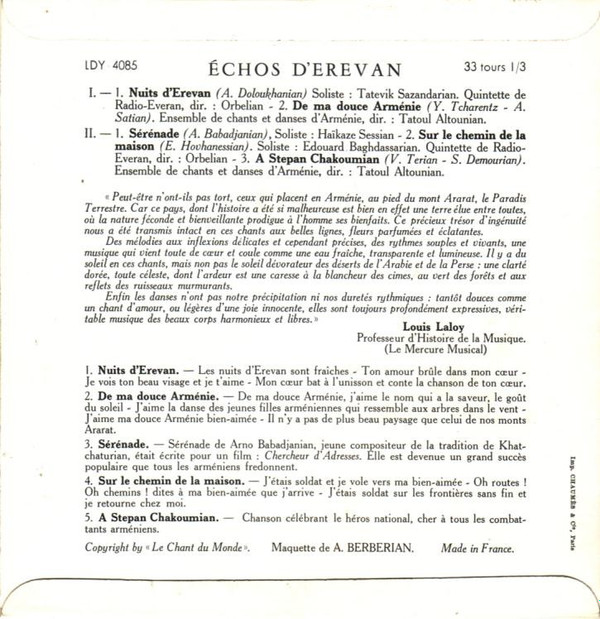 LDY 4085 ÉCHOS D'EREVAN 33 tours 1/3
I. — 1. Nuits d'Erevan (A. Doloukhanian) Soliste : Tatevik Sazandarian. Quintette de
Radio-Everan, dir. : Orbelian - 2. De ma douce Arménie (Y. Tcharentz - A.
Satian). Ensemble de chants et danses d'Arménie, dir. : Tatoul Altounian.
II. — 1. Sérénade (A. Babadjanian), Soliste : Haïkaze Sessian - 2. Sur le chemin de la
maison (E. Hovhanessian). Soliste : Edouard Baghdassarian. Quintette de Radio-
Everan, dir. : Orbelian - 3. A Stepan Chakoumian (V. Terian - S. Demourian).
Ensemble de chants et danses d'Arménie, dir. : Tatoul Altounian.
« Peut-être n'ont-ils pas tort, ceux qui placent en Arménie, au pied du mont Ararat, le Paradis
Terrestre. Car ce pays, dont l'histoire a été si malheureuse est bien en effet une terre élue entre toutes,
où la nature féconde et bienveillante prodigue à l'homme ses bienfaits. Ce précieux trésor d'ingénuité
nous a été transmis intact en ces chants aux belles lignes, fleurs parfumées et éclatantes.
Des mélodies aux inflexions délicates et cependant précises, des rythmes souples et vivants, une
musique qui vient toute de cœur et coule comme une eau fraîche, transparente et lumineuse. Il y a du
soleil en ces chants, mais non pas le soleil dévorateur des déserts de l'Arabie et de la Perse : une clarté
dorée, toute céleste, dont l'ardeur est une caresse à la blancheur des cimes, au vert des forêts et aux
reflets des ruisseaux murmurants.
Enfin les danses n'ont pas notre précipitation ni nos duretés rythmiques : tantôt douces comme
un chant d'amour, ou légères d'une joie innocente, elles sont toujours profondément expressives, véri-
table musique des beaux corps harmonieux et libres. »
Louis Laloy
Professeur d'Histoire de la Musique.
(Le Mercure Musical)
1. Nuits d'Erevan. — Les nuits d'Erevan sont fraîches - Ton amour brûle dans mon cœur -
Je vois ton beau visage et je t'aime - Mon cœur bat à l'unisson et conte la chanson de ton cœur.
2. De ma douce Arménie. — De ma douce Arménie, j'aime le nom qui a la saveur, le goût
du soleil - J'aime la danse des jeunes filles arméniennes qui ressemble aux arbres dans le vent -
J'aime ma douce Arménie bien-aimée - Il n'y a pas de plus beau paysage que celui de nos monts
Ararat.
3. Sérénade. — Sérénade de Arno Babadjanian, jeune compositeur de la tradition de Khat-
chaturian, était écrite pour un film : Chercheur d'Adresses. Elle est devenue un grand succès
populaire que tous les arméniens fredonnent.
4. Sur le chemin de la maison. — J'étais soldat et je vole vers ma bien-aimée - Oh routes !
Oh chemins ! dites à ma bien-aimée que j'arrive - J'étais soldat sur les frontières sans fin et
je retourne chez moi.
5. A Stepan Chakoumian. — Chanson célébrant le héros national, cher à tous les combat-
tants arméniens.
Copyright by « Le Chant du Monde ». Maquette de A. BERBERIAN. Made in France.
Imp. CHAUMÈS & Cie, Paris